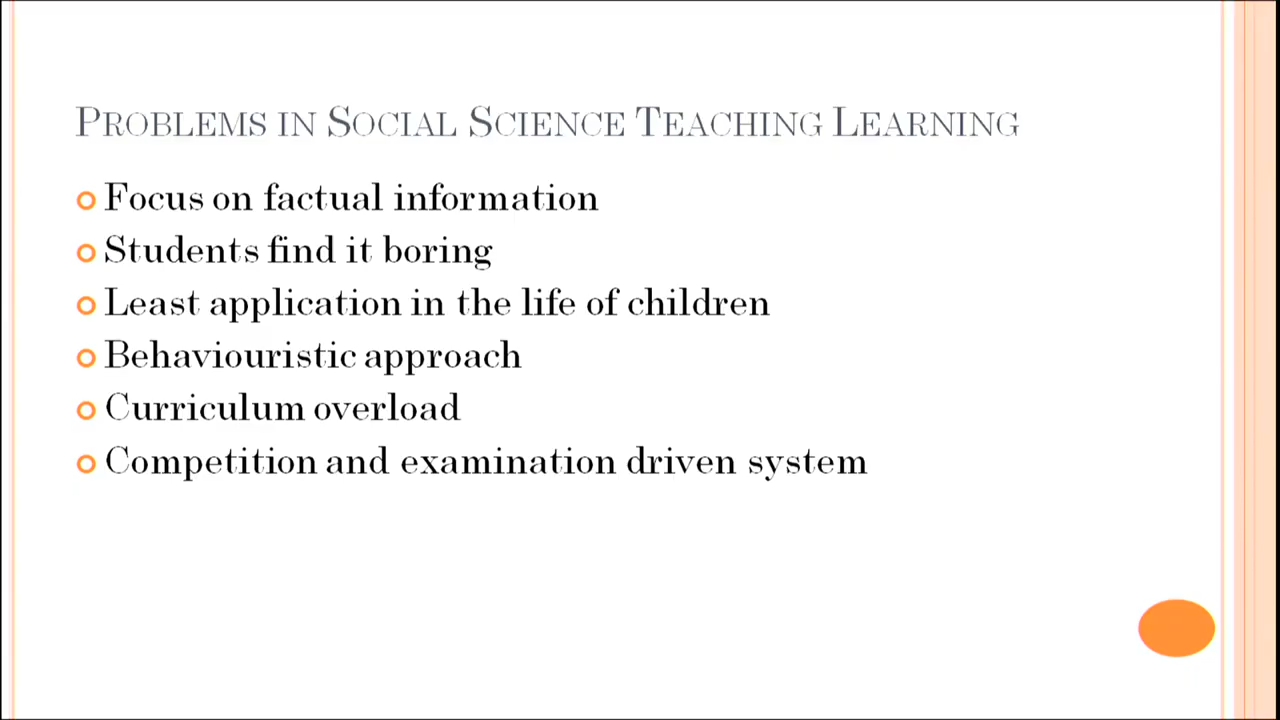 Problems in Social Science Teaching Learning
Focus on factual information
Students find it boring
Least application in the life of children
Behaviouristic approach
Curriculum overload
Competition and examination driven system